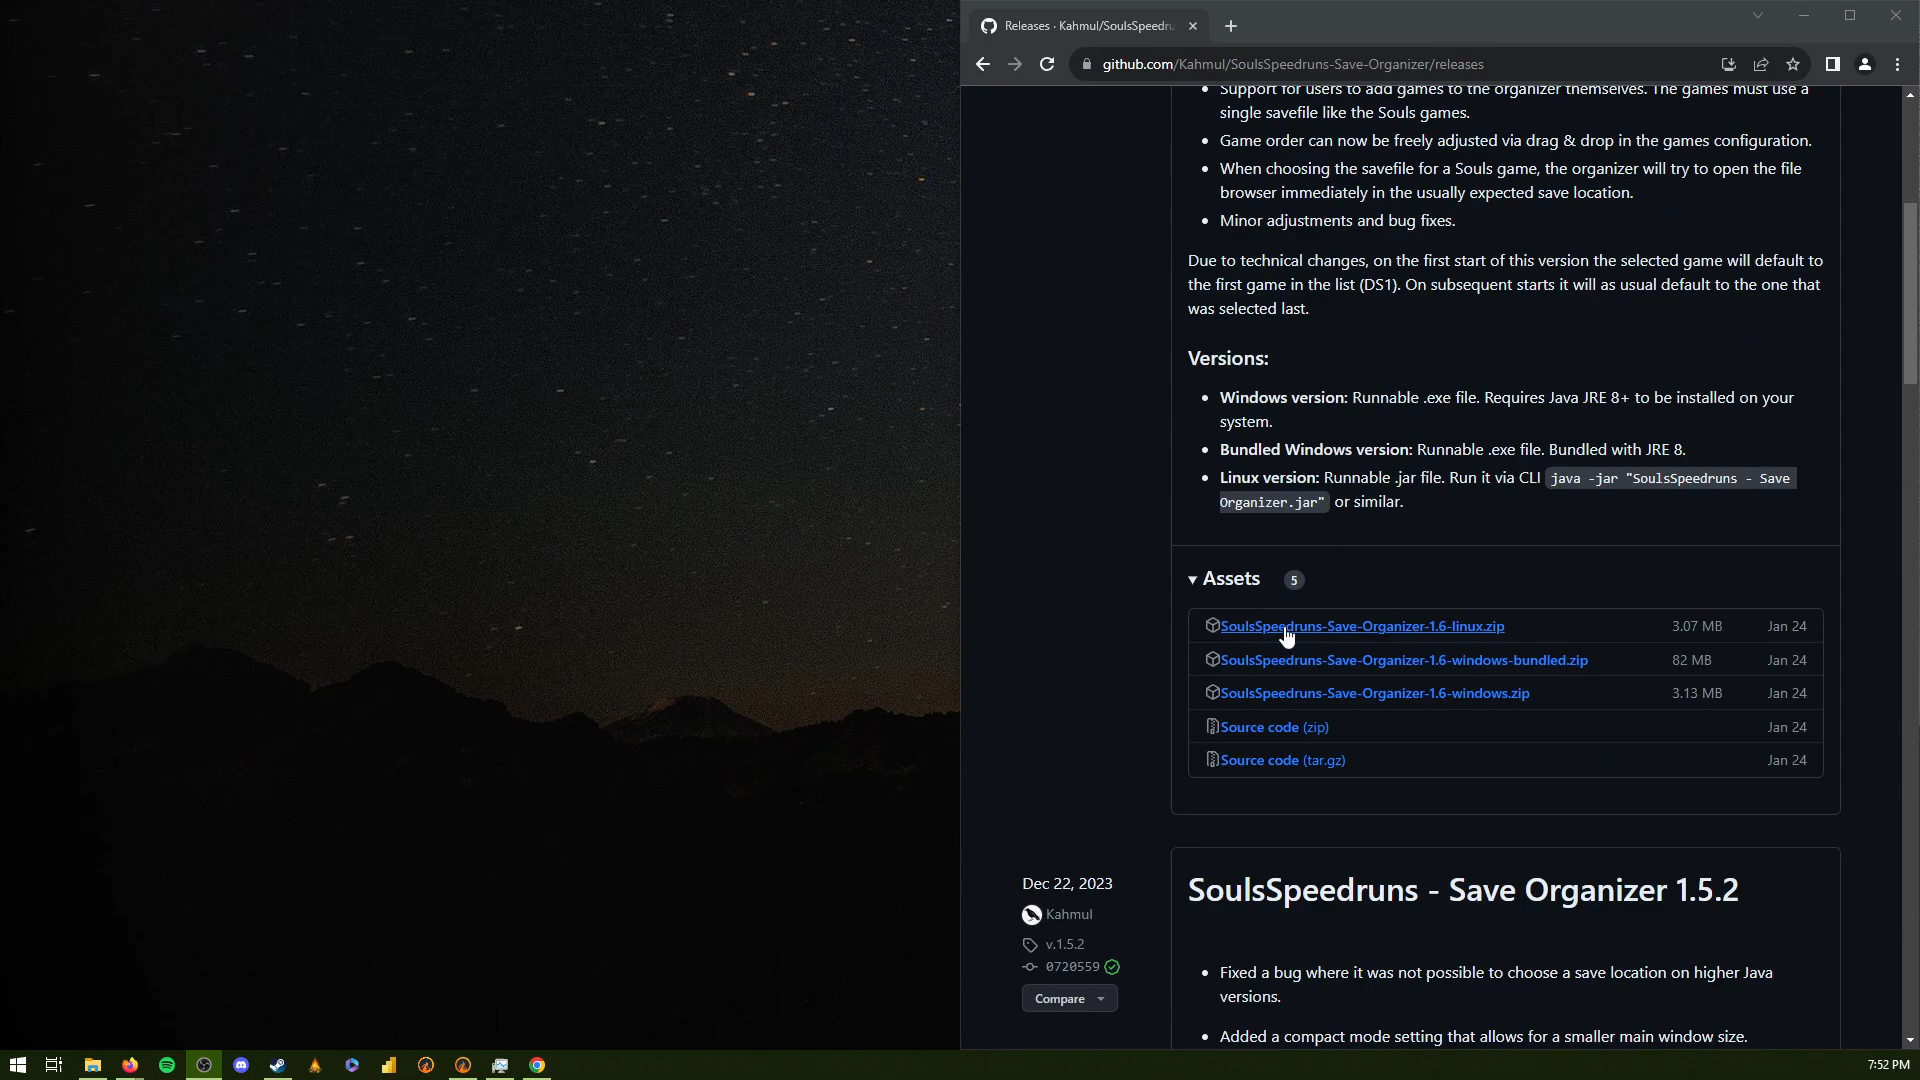 Releases · Kahmul/SoulsSpeedru
github.com/Kahmul/SoulsSpeedruns-Save-Organizer/releases
Support for users to add games to the organizer themselves. The games must use a
single savefile like the Souls games.
Game order can now be freely adjusted via drag & drop in the games configuration.
When choosing the savefile for a Souls game, the organizer will try to open the file
browser immediately in the usually expected save location.
Minor adjustments and bug fixes.
Due to technical changes, on the first start of this version the selected game will default to
the first game in the list (DS1). On subsequent starts it will as usual default to the one that
was selected last.
Versions:
Windows version: Runnable .exe file. Requires Java JRE 8+ to be installed on your
system.
Bundled Windows version: Runnable .exe file. Bundled with JRE 8.
Linux version: Runnable .jar file. Run it via CLI java -jar "SoulsSpeedruns - Save
Organizer.jar" or similar.
Assets 5
SoulsSpeedruns-Save-Organizer-1.6-linux.zip 3.07 MB Jan 24
SoulsSpeedruns-Save-Organizer-1.6-windows-bundled.zip 82 MB Jan 24
SoulsSpeedruns-Save-Organizer-1.6-windows.zip 3.13 MB Jan 24
Source code (zip) Jan 24
Source code (tar.gz) Jan 24
Dec 22, 2023
Kahmul
v.1.5.2
0720559
Compare
SoulsSpeedruns - Save Organizer 1.5.2
Fixed a bug where it was not possible to choose a save location on higher Java
versions.
Added a compact mode setting that allows for a smaller main window size.
7:52 PM